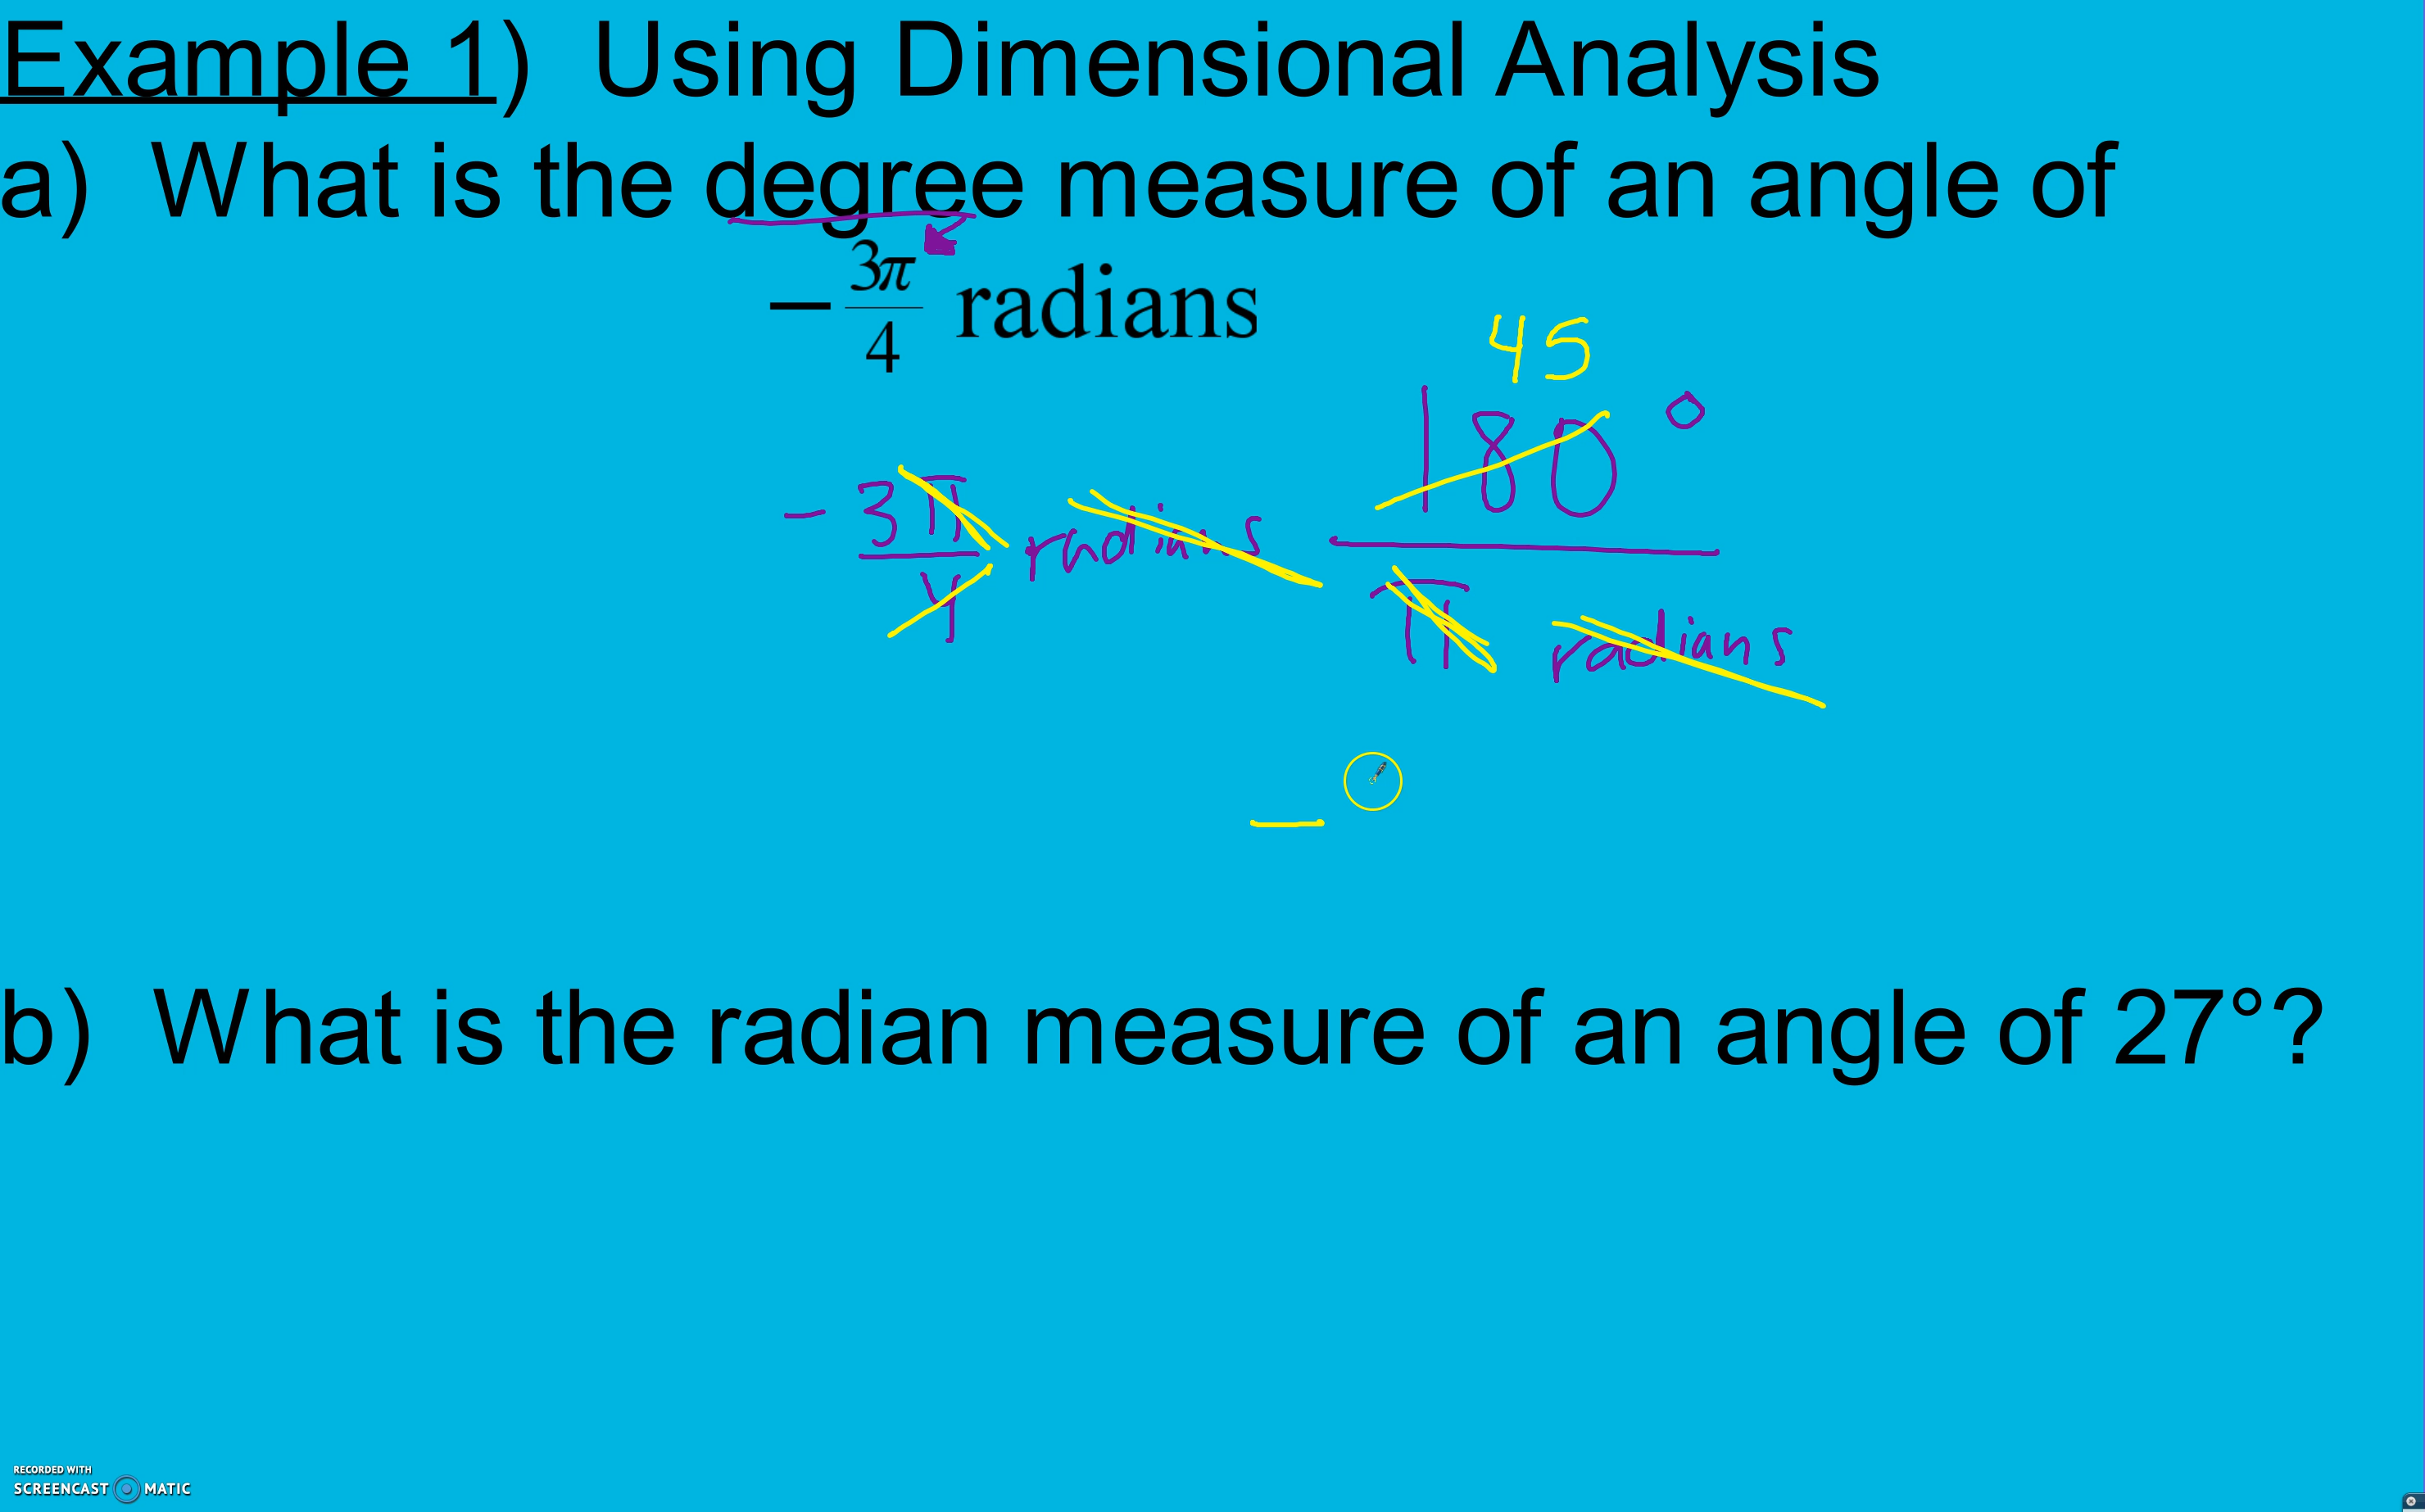 Example 1) Using Dimensional Analysis
a) What is the degree measure of an angle of
−3π/4 radians
45
−3π/4 radians 180°/π radians
−
b) What is the radian measure of an angle of 27°?
RECORDED WITH
SCREENCAST MATIC